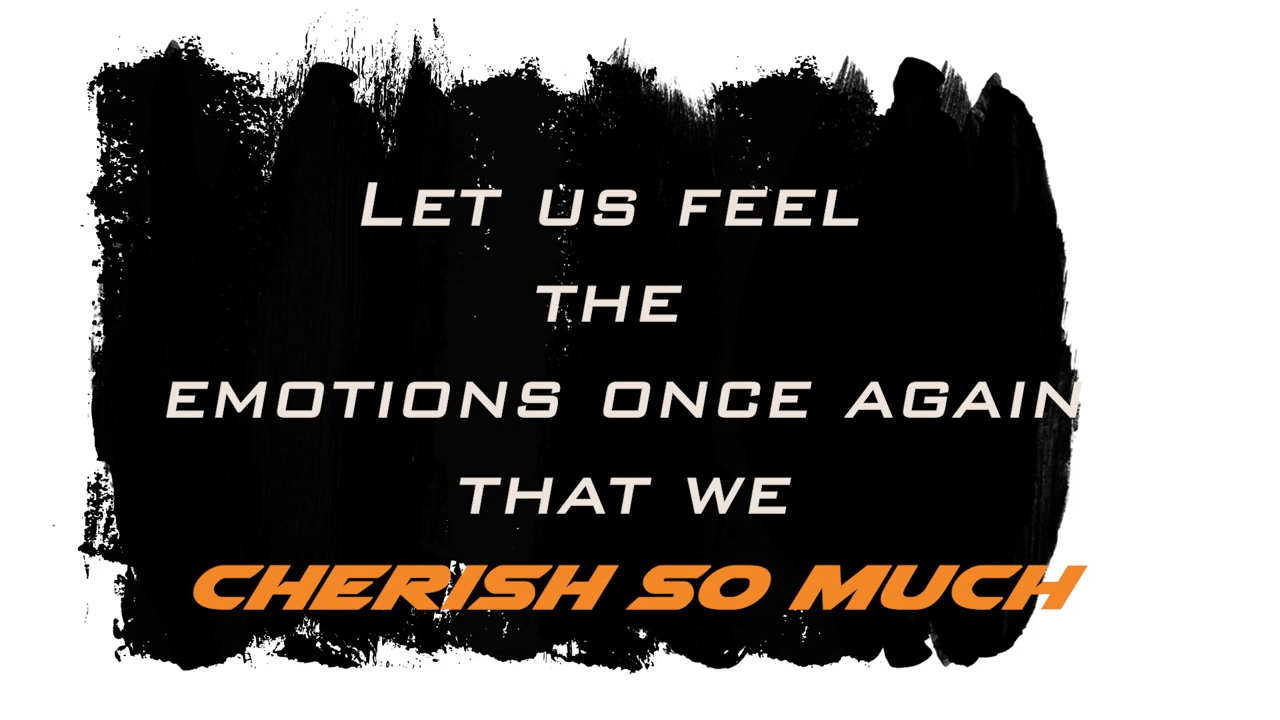 Let us feel
the
emotions once again
that we
CHERISH SO MUCH